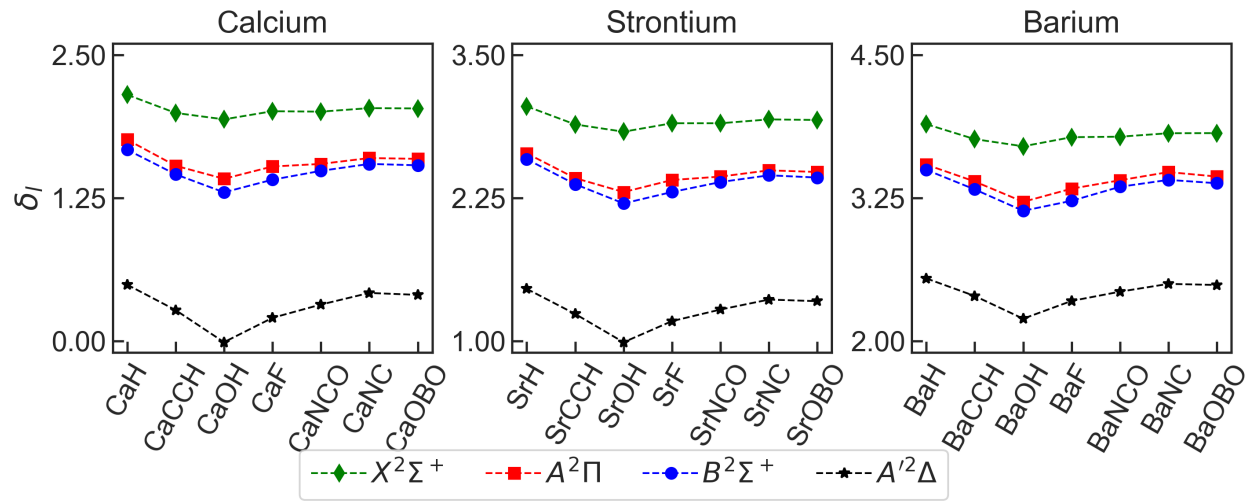 Calcium
Strontium
Barium
δ_l
2.50
1.25
0.00
3.50
2.25
1.00
4.50
3.25
2.00
CaH
CaCCH
CaOH
CaF
CaNCO
CaNC
CaOBO
SrH
SrCCH
SrOH
SrF
SrNCO
SrNC
SrOBO
BaH
BaCCH
BaOH
BaF
BaNCO
BaNC
BaOBO
X²Σ⁺ A²Π B²Σ⁺ A′²Δ